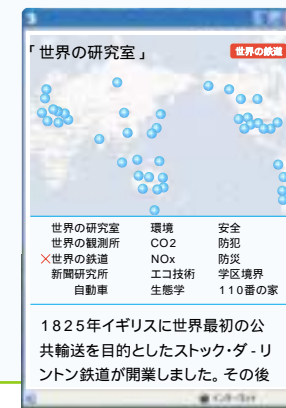 「世界の研究室」 世界の鉄道
世界の研究室 環境 安全
世界の観測所 CO2 防犯
×世界の鉄道 NOx 防災
新聞研究所 エコ技術 学区境界
自動車 生態学 110番の家
1825年イギリスに世界最初の公
共輸送を目的としたストック・ダ-リ
ントン鉄道が開業しました。その後